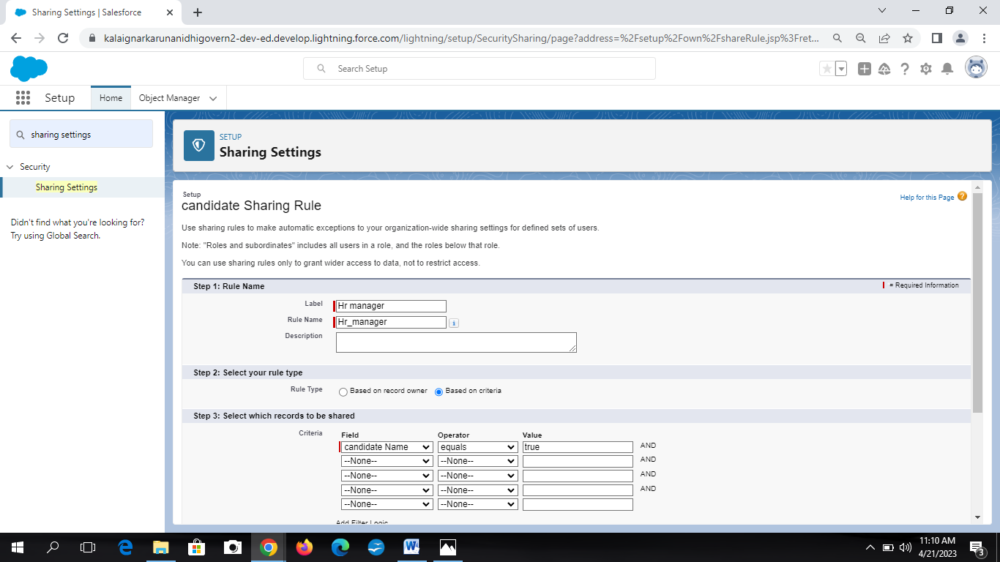 Sharing Settings | Salesforce
kalaignarkarunanidhigovern2-dev-ed.develop.lightning.force.com/lightning/setup/SecuritySharing/page?address=%2Fsetup%2Fown%2FshareRule.jsp%3Fret...
Search Setup
Setup
Home
Object Manager
sharing settings
Security
Sharing Settings
Didn't find what you're looking for?
Try using Global Search.
SETUP
Sharing Settings
Setup
candidate Sharing Rule
Help for this Page
Use sharing rules to make automatic exceptions to your organization-wide sharing settings for defined sets of users.
Note: "Roles and subordinates" includes all users in a role, and the roles below that role.
You can use sharing rules only to grant wider access to data, not to restrict access.
Step 1: Rule Name
= Required Information
Label Hr manager
Rule Name Hr_manager
Description
Step 2: Select your rule type
Rule Type Based on record owner Based on criteria
Step 3: Select which records to be shared
Criteria Field Operator Value
candidate Name equals true AND
--None-- --None-- AND
--None-- --None-- AND
--None-- --None-- AND
--None-- --None--
Add Filter Logic
11:10 AM
4/21/2023
3